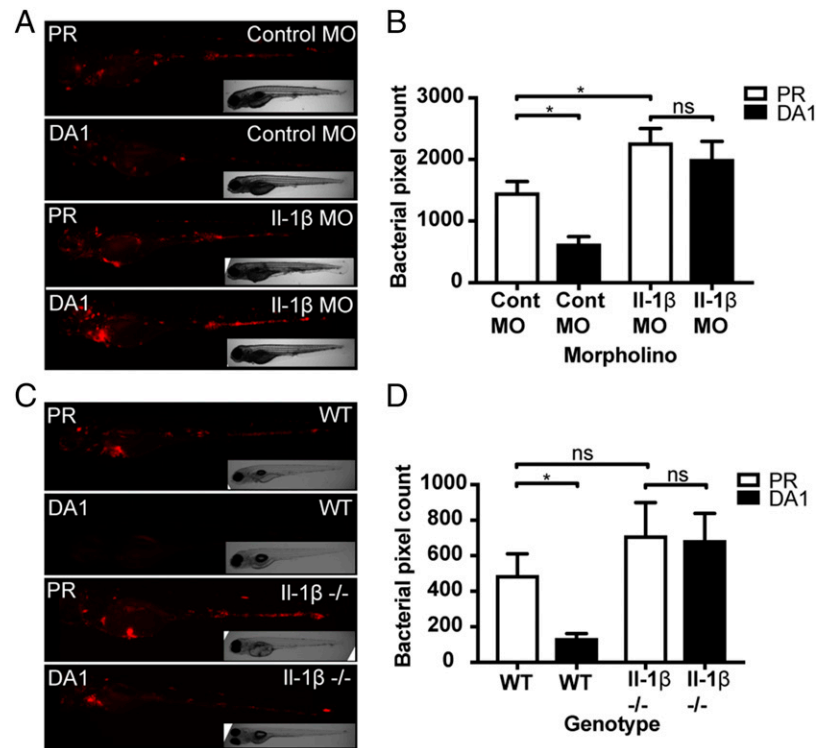 A
PR
Control MO
DA1
Control MO
PR
Il-1β MO
DA1
Il-1β MO
B
3000
2000
1000
0
Bacterial pixel count
*
*
ns
PR
DA1
Cont MO
Cont MO
Il-1β MO
Il-1β MO
Morpholino
C
PR
WT
DA1
WT
PR
Il-1β -/-
DA1
Il-1β -/-
D
1000
800
600
400
200
0
Bacterial pixel count
ns
*
ns
PR
DA1
WT
WT
Il-1β -/-
Il-1β -/-
Genotype